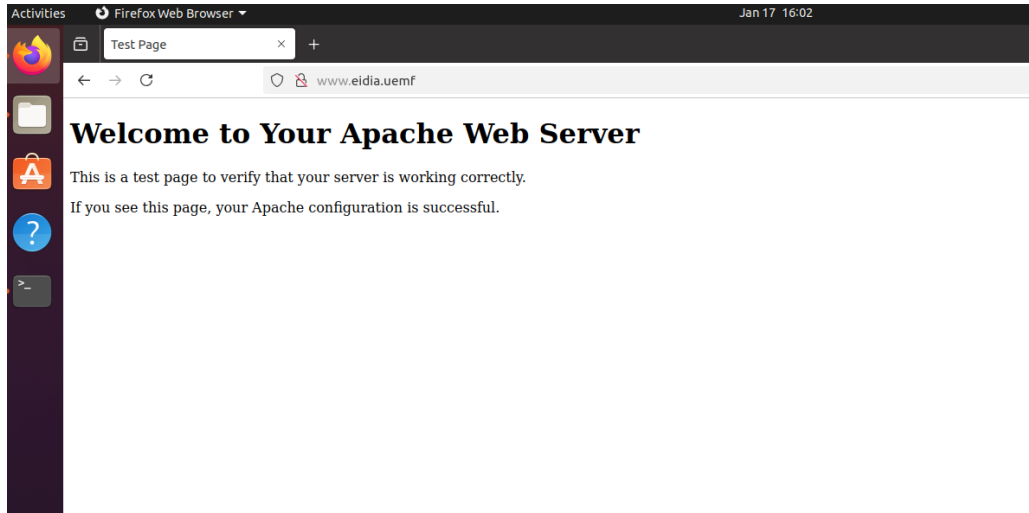 Activities Firefox Web Browser Jan 17 16:02
Test Page
www.eidia.uemf
Welcome to Your Apache Web Server
This is a test page to verify that your server is working correctly.
If you see this page, your Apache configuration is successful.